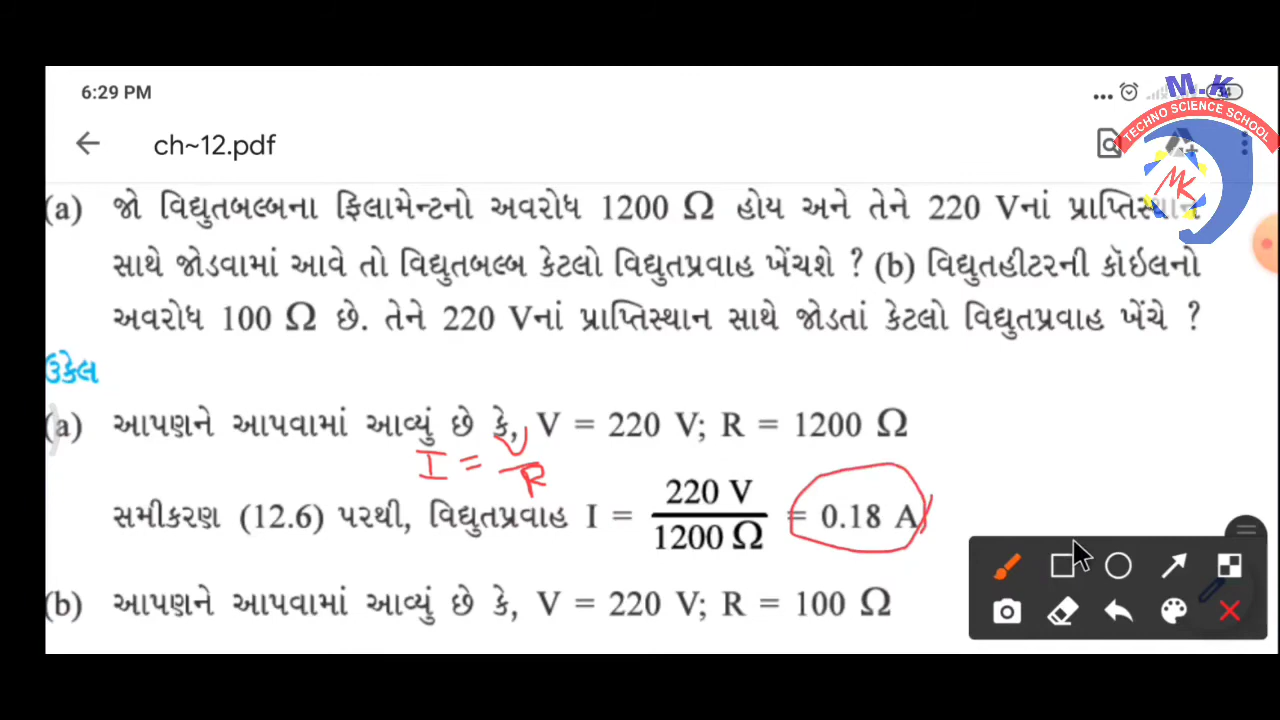 6:29 PM
M.K
TECHNO SCIENCE SCHOOL
MK
ch~12.pdf
(a) જો વિદ્યુતબલ્બના ફિલામેન્ટનો અવરોધ 1200 Ω હોય અને તેને 220 Vનાં પ્રાપ્તિસ્થાન
સાથે જોડવામાં આવે તો વિદ્યુતબલ્બ કેટલો વિદ્યુતપ્રવાહ ખેંચશે ? (b) વિદ્યુતહીટરની કૉઇલનો
અવરોધ 100 Ω છે. તેને 220 Vનાં પ્રાપ્તિસ્થાન સાથે જોડતાં કેટલો વિદ્યુતપ્રવાહ ખેંચે ?
ઉકેલ
(a) આપણને આપવામાં આવ્યું છે કે, V = 220 V; R = 1200 Ω
I = V/R
સમીકરણ (12.6) પરથી, વિદ્યુતપ્રવાહ I = 220 V / 1200 Ω = 0.18 A
(b) આપણને આપવામાં આવ્યું છે કે, V = 220 V; R = 100 Ω